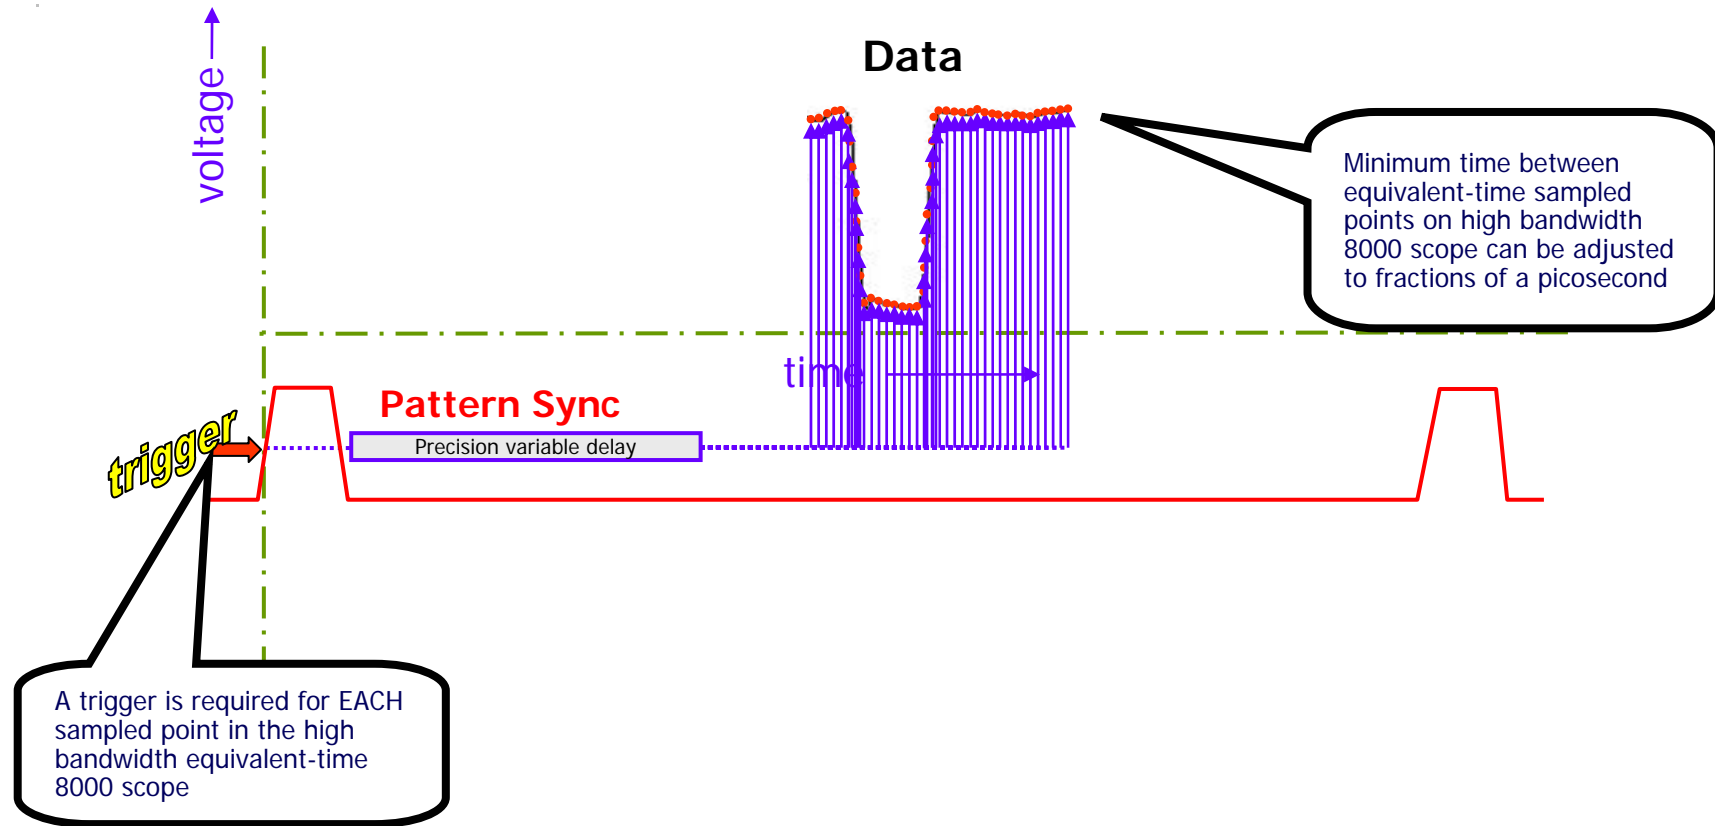 voltage
Data
Minimum time between
equivalent-time sampled
points on high bandwidth
8000 scope can be adjusted
to fractions of a picosecond
time
Pattern Sync
trigger
Precision variable delay
A trigger is required for EACH
sampled point in the high
bandwidth equivalent-time
8000 scope